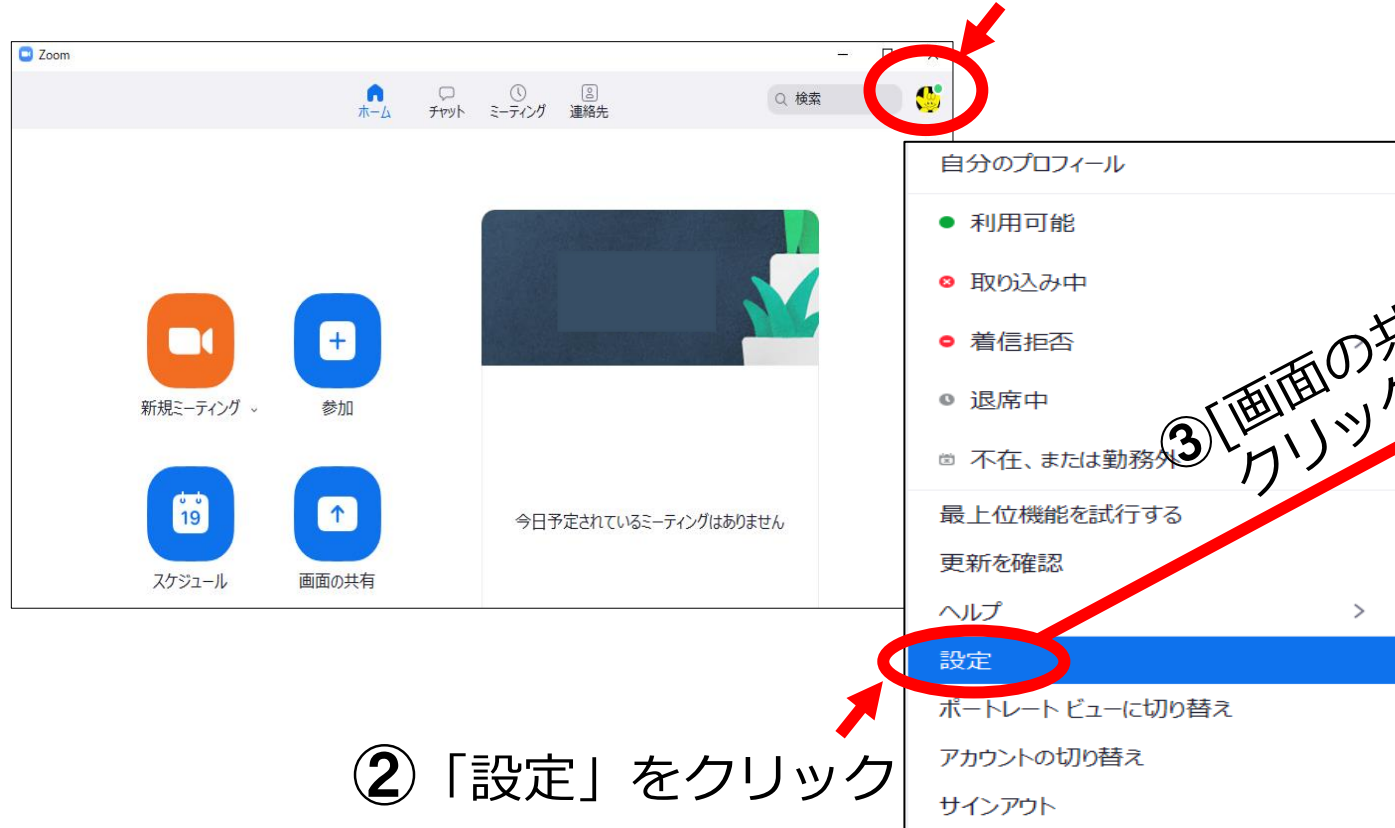 Zoom
ホーム
チャット
ミーティング
連絡先
検索
新規ミーティング
参加
19
スケジュール
画面の共有
今日予定されているミーティングはありません
自分のプロフィール
利用可能
取り込み中
着信拒否
退席中
不在、または勤務外
最上位機能を試行する
更新を確認
ヘルプ
設定
ポートレート ビューに切り替え
アカウントの切り替え
サインアウト
②「設定」をクリック
③[画面の共
クリック